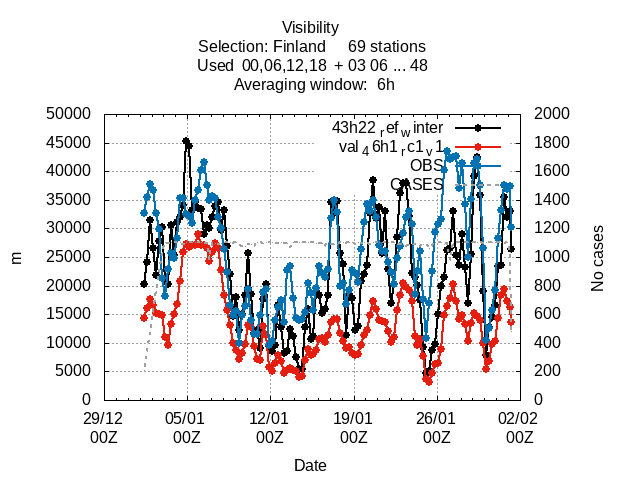 Visibility
Selection: Finland 69 stations
Used 00,06,12,18 + 03 06 ... 48
Averaging window: 6h
50000 2000
43h22_ref_winter
45000 1800
val_46h1_rc1_v1
40000 OBS 1600
35000 CASES 1400
30000 1200
25000 1000
m No cases
20000 800
15000 600
10000 400
5000 200
0 0
29/12 05/01 12/01 19/01 26/01 02/02
00Z 00Z 00Z 00Z 00Z 00Z
Date